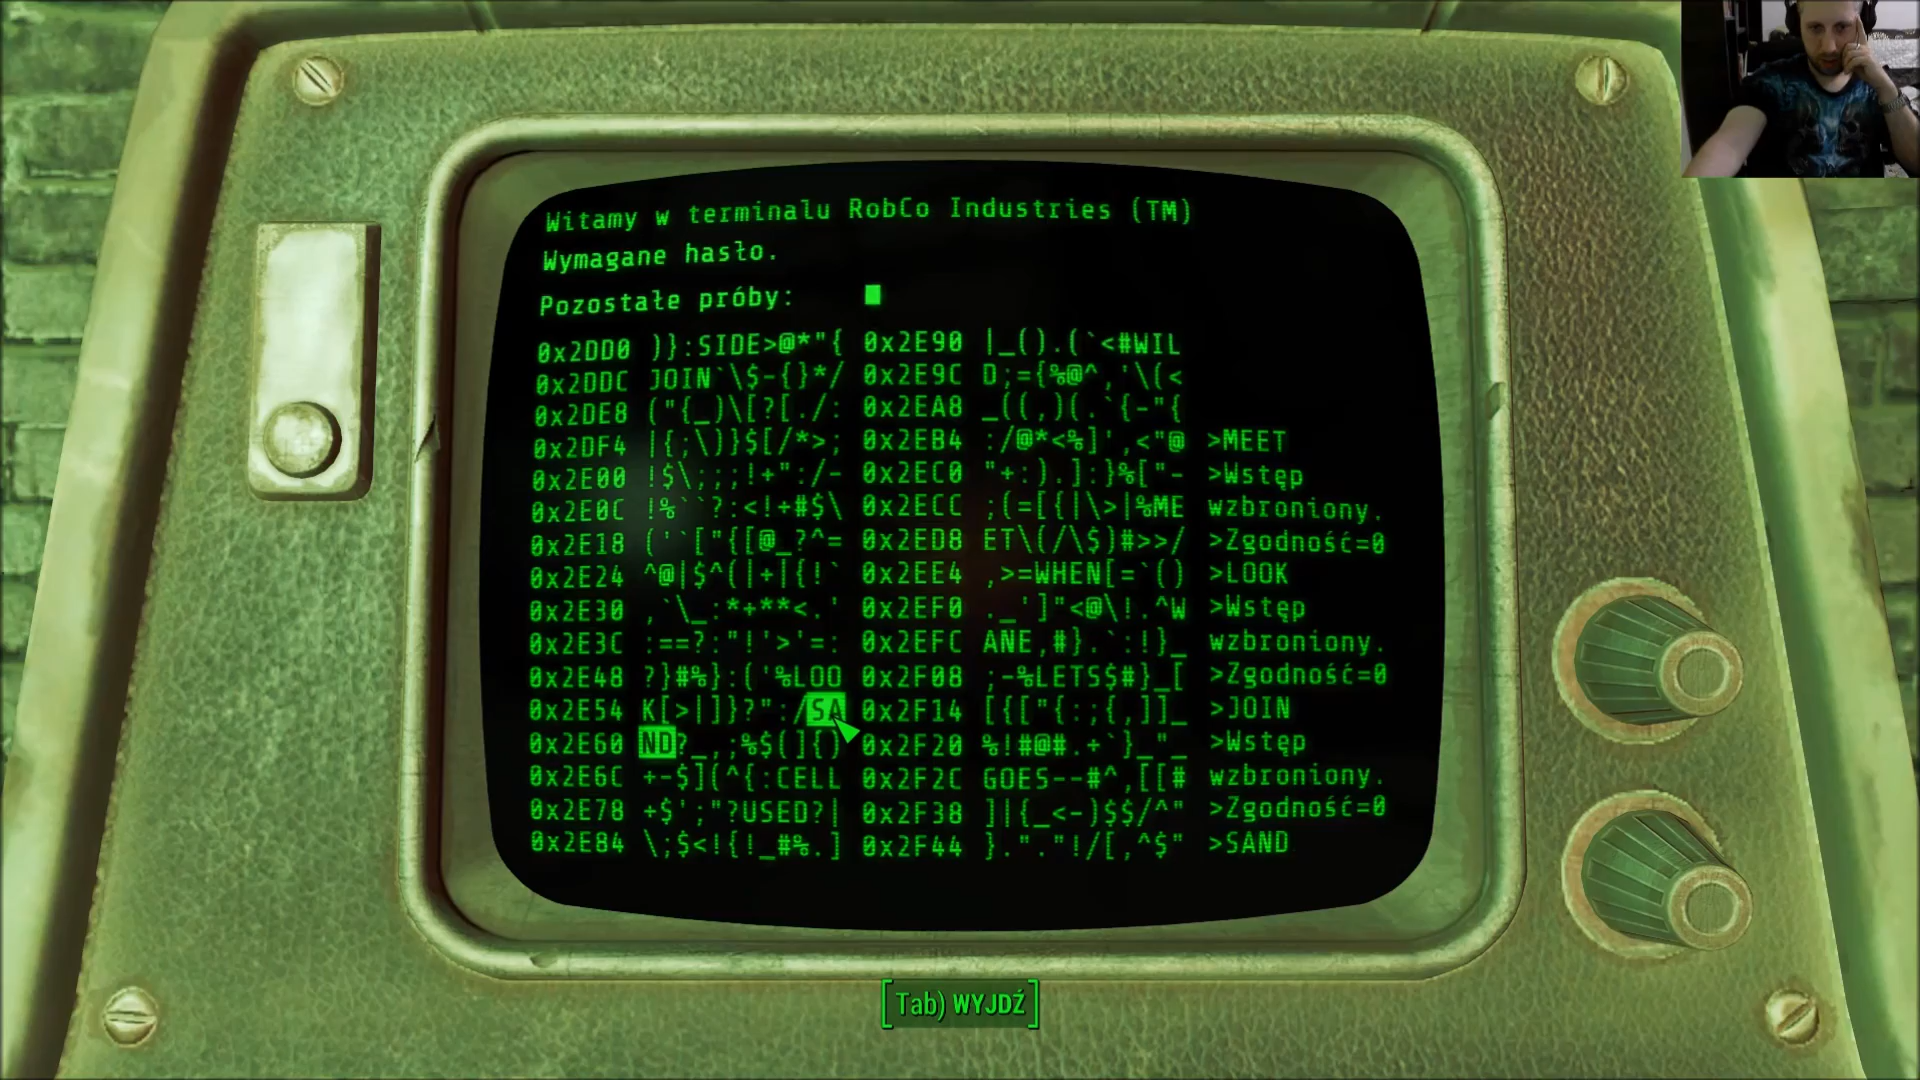 Witamy w terminalu RobCo Industries (TM)
Wymagane hasło.
Pozostałe próby: ■
0x2DD0 )}:SIDE>@*"{ 0x2E90 |_().(`<#WIL
0x2DDC JOIN`\$-{}*/ 0x2E9C D;={%@^,'\(<
0x2DE8 ("{_)\[?[./: 0x2EA8 _((,)(.`{-"{
0x2DF4 |{;\)}$[/*>; 0x2EB4 :/@*<%]',<"@ >MEET
0x2E00 !$\;;;!+":/- 0x2EC0 "+:).]:}%["- >Wstęp
0x2E0C !%``?:<!+#$\ 0x2ECC ;(=[{|\>|%ME wzbroniony.
0x2E18 ('`["{[@_?^= 0x2ED8 ET\(/\$)#>>/ >Zgodność=0
0x2E24 ^@|$^(|+|{!` 0x2EE4 ,>=WHEN[=`() >LOOK
0x2E30 ,`\_:*+**<.' 0x2EF0 ._']"<@\!.^W >Wstęp
0x2E3C :==?:"!'>'=: 0x2EFC ANE,#}.`:!}_ wzbroniony.
0x2E48 ?}#%}:('%LOO 0x2F08 ;-%LETS$#}_[ >Zgodność=0
0x2E54 K[>|]}?":/SA 0x2F14 [{["{:;{,]]_ >JOIN
0x2E60 ND?_,;%$(]{) 0x2F20 %!#@#.+`}_"_ >Wstęp
0x2E6C +-$](^{:CELL 0x2F2C GOES--#^,[[# wzbroniony.
0x2E78 +$';"?USED?| 0x2F38 ]|{_<-)$$/^" >Zgodność=0
0x2E84 \;$<!{!_#%.] 0x2F44 }."."!/[,^$" >SAND
[Tab) WYJDŹ]